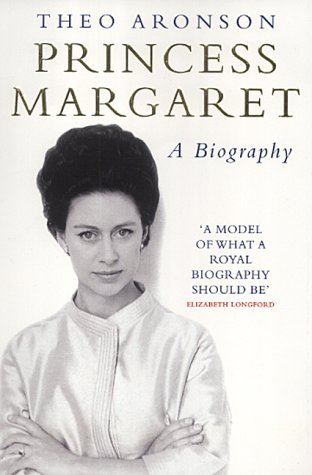 THEO ARONSON
PRINCESS
MARGARET
A Biography
‘A MODEL
OF WHAT A
ROYAL
BIOGRAPHY
SHOULD BE’
ELIZABETH LONGFORD